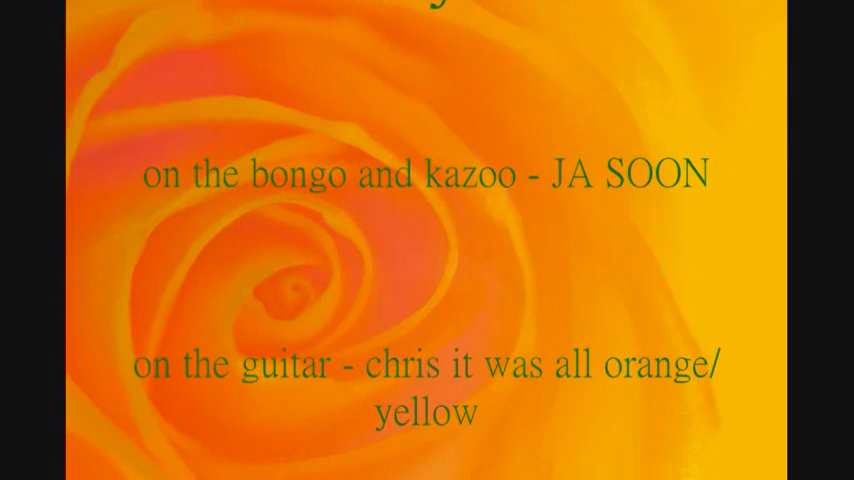 on the bongo and kazoo - JA SOON
on the guitar - chris it was all orange/
yellow